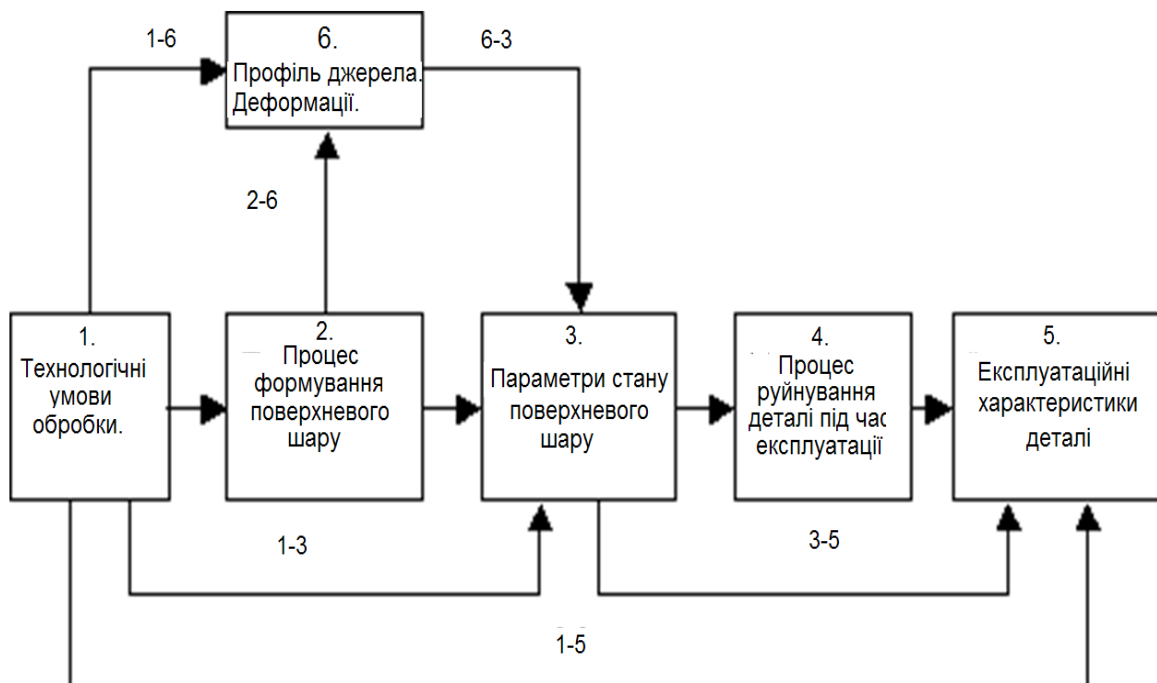 1-6
6.
6-3
Профіль джерела.
Деформації.
2-6
1.
Технологічні
умови
обробки.
2.
Процес
формування
поверхневого
шару
3.
Параметри стану
поверхневого
шару
4.
Процес
руйнування
деталі під час
експлуатації
5.
Експлуатаційні
характеристики
деталі
1-3
3-5
1-5